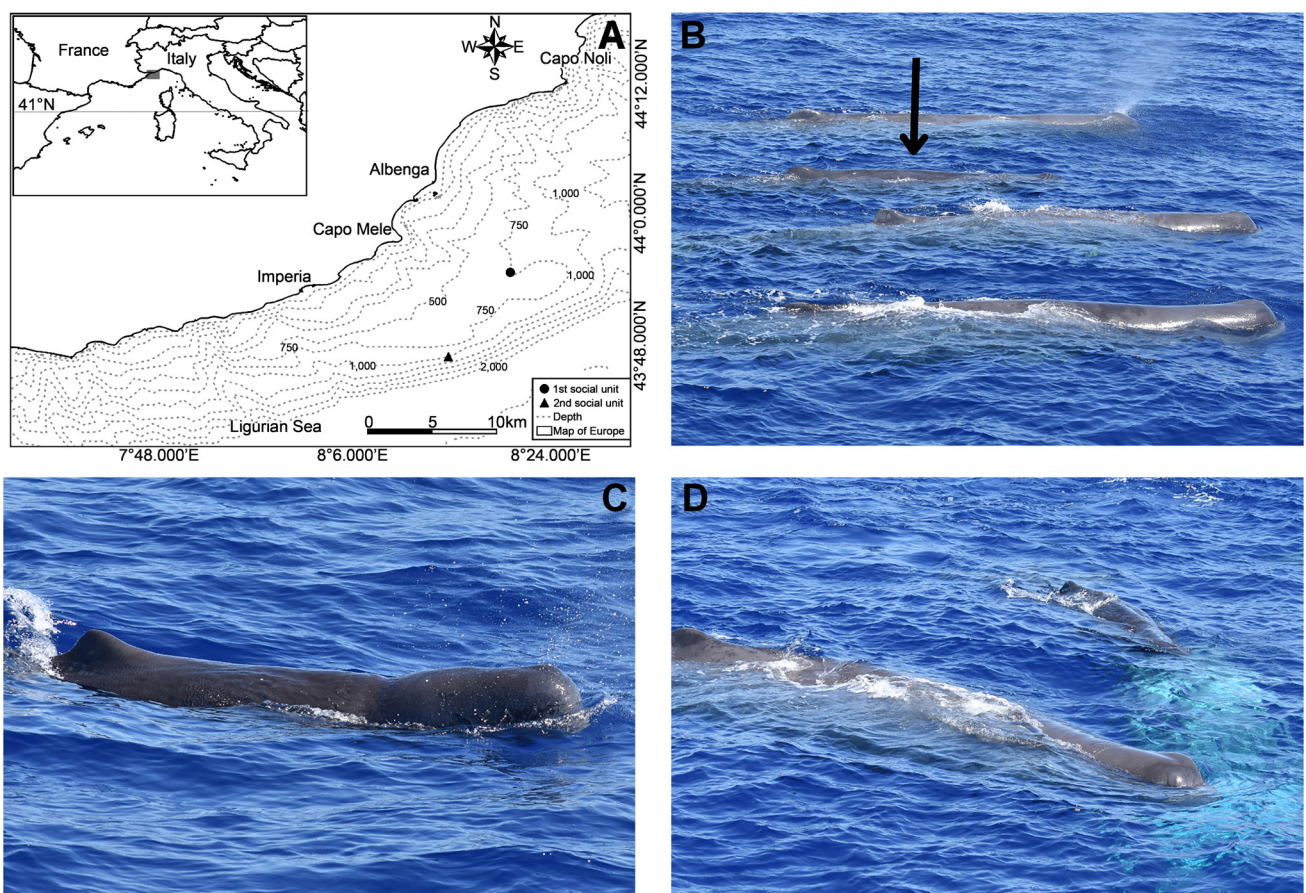 A
N
W E
S
Capo Noli
France
Italy
41°N
44°12.000'N
Albenga
1,000
Capo Mele
750
44°0.000'N
Imperia
1,000
500
750
750
1,000
2,000
43°48.000'N
1st social unit
2nd social unit
Depth
Map of Europe
0 5 10km
Ligurian Sea
7°48.000'E 8°6.000'E 8°24.000'E
B
C
D